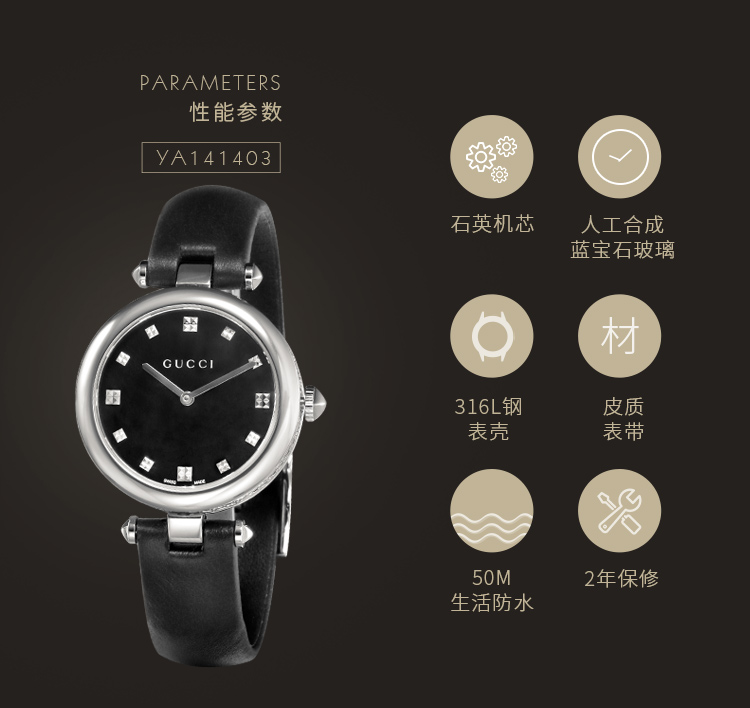 PARAMETERS
性能参数
YA141403
GUCCI
SWISS MADE
石英机芯
人工合成
蓝宝石玻璃
材
316L钢
表壳
皮质
表带
50M
生活防水
2年保修